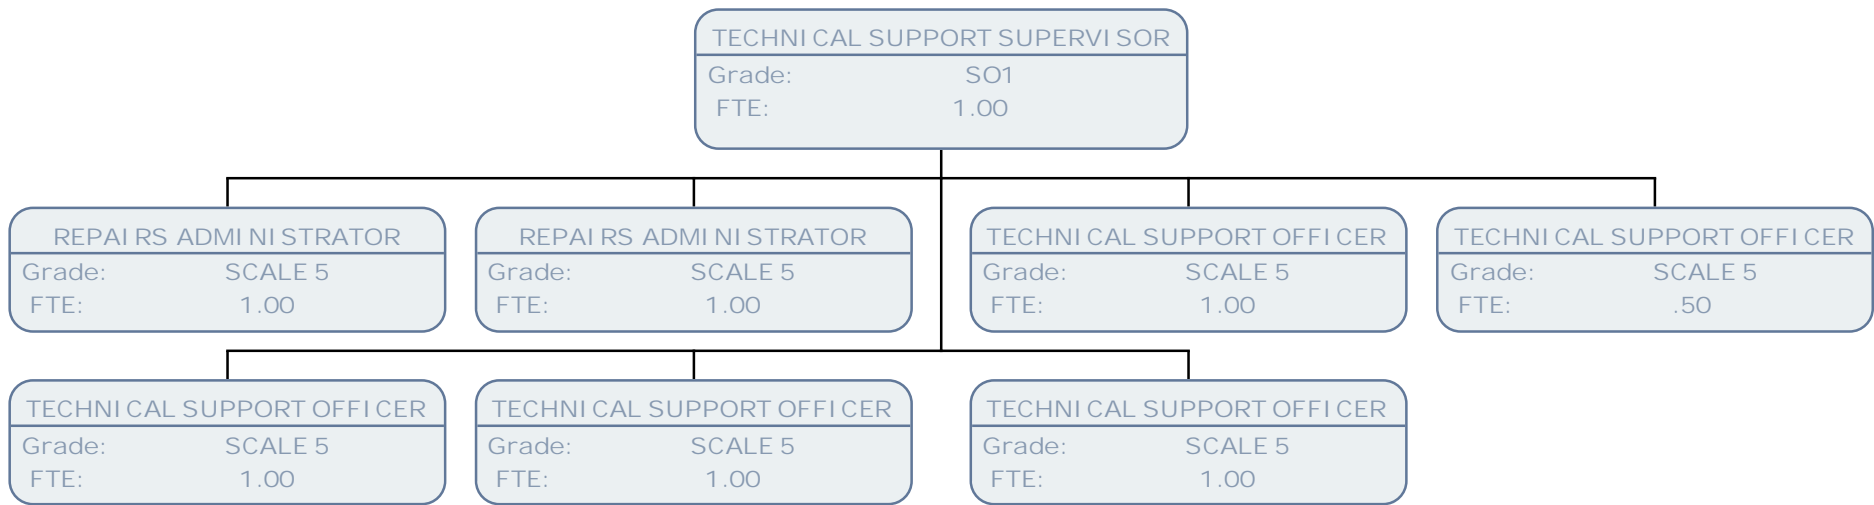 TECHNICAL SUPPORT SUPERVISOR
Grade: SO1
FTE: 1.00
REPAIRS ADMINISTRATOR
Grade: SCALE 5
FTE: 1.00
REPAIRS ADMINISTRATOR
Grade: SCALE 5
FTE: 1.00
TECHNICAL SUPPORT OFFICER
Grade: SCALE 5
FTE: 1.00
TECHNICAL SUPPORT OFFICER
Grade: SCALE 5
FTE: .50
TECHNICAL SUPPORT OFFICER
Grade: SCALE 5
FTE: 1.00
TECHNICAL SUPPORT OFFICER
Grade: SCALE 5
FTE: 1.00
TECHNICAL SUPPORT OFFICER
Grade: SCALE 5
FTE: 1.00